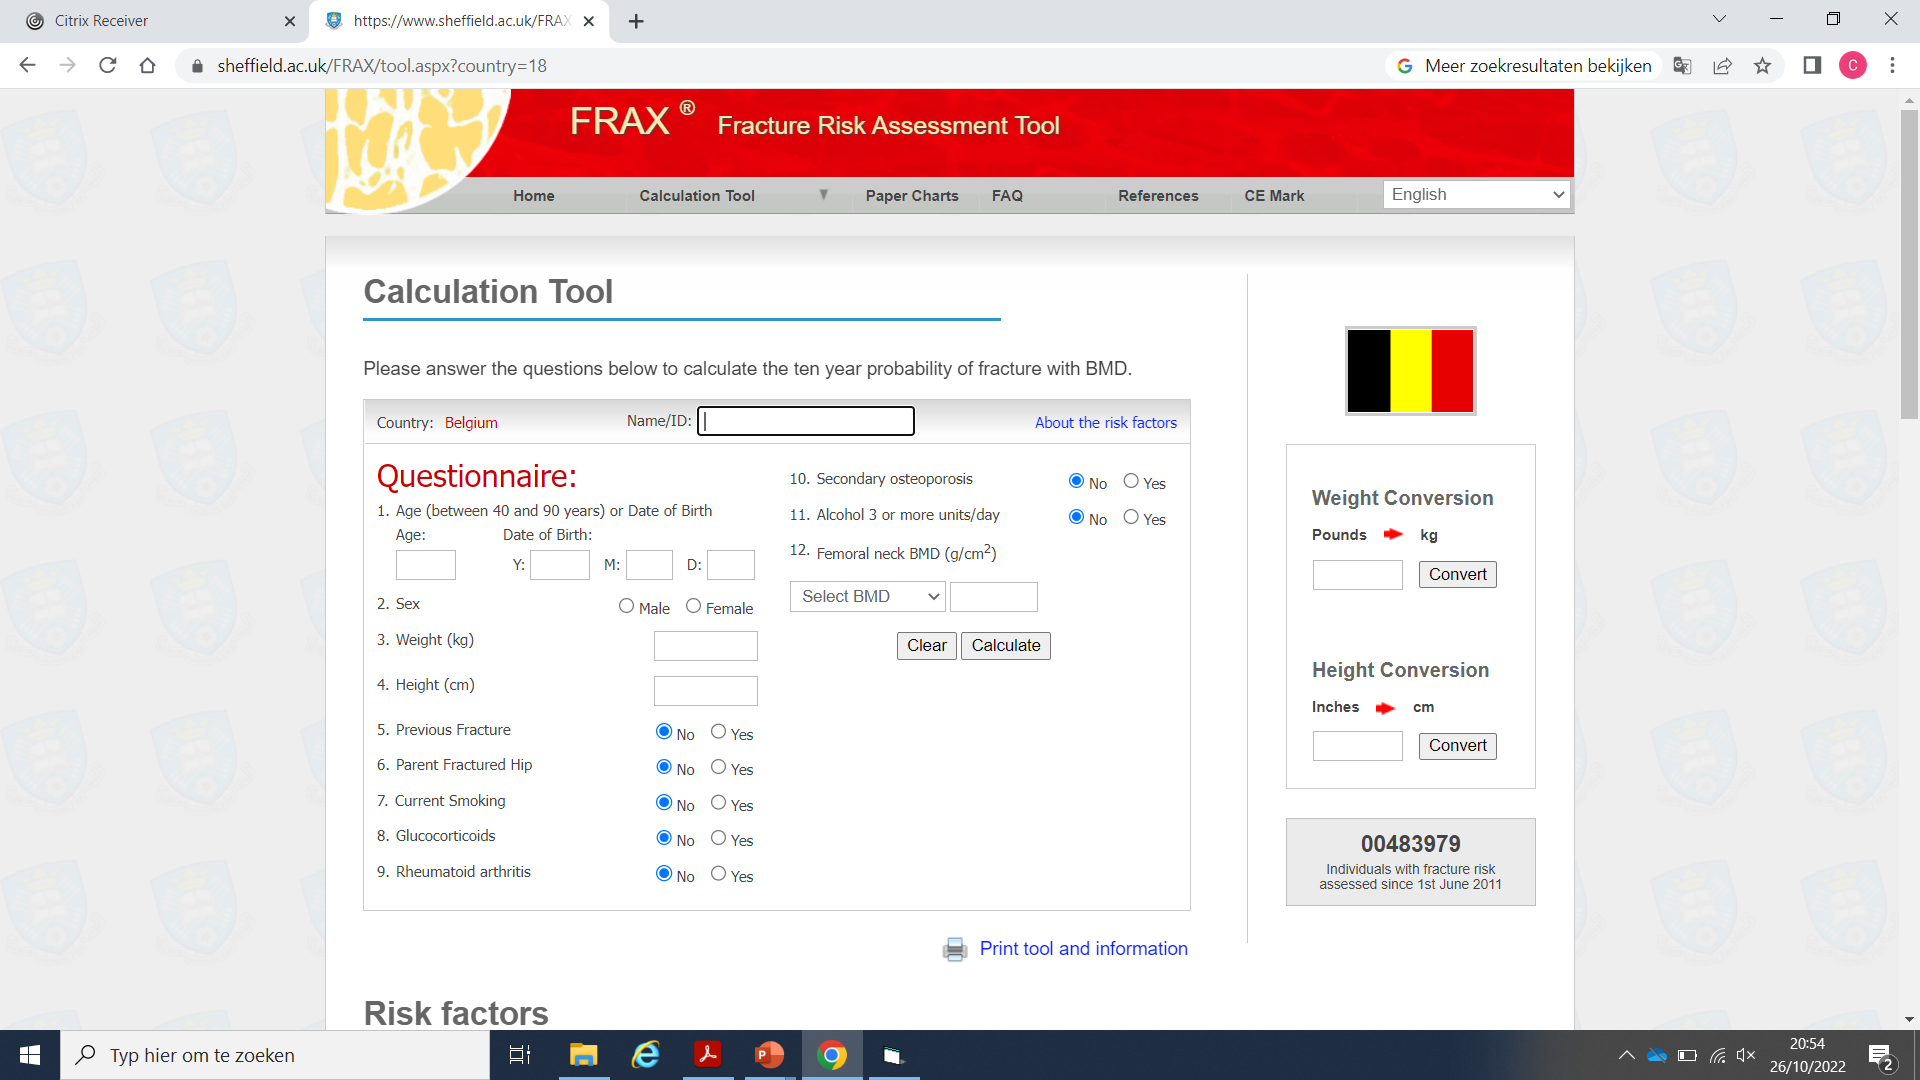 Citrix Receiver
https://www.sheffield.ac.uk/FRAX
sheffield.ac.uk/FRAX/tool.aspx?country=18
Meer zoekresultaten bekijken
C
FRAX ®
Fracture Risk Assessment Tool
Home
Calculation Tool
Paper Charts
FAQ
References
CE Mark
English
Calculation Tool
Please answer the questions below to calculate the ten year probability of fracture with BMD.
Country: Belgium
Name/ID:
About the risk factors
Questionnaire:
1. Age (between 40 and 90 years) or Date of Birth
Age:
Date of Birth:
Y:
M:
D:
2. Sex
Male
Female
3. Weight (kg)
4. Height (cm)
5. Previous Fracture
No
Yes
6. Parent Fractured Hip
No
Yes
7. Current Smoking
No
Yes
8. Glucocorticoids
No
Yes
9. Rheumatoid arthritis
No
Yes
10. Secondary osteoporosis
No
Yes
11. Alcohol 3 or more units/day
No
Yes
12. Femoral neck BMD (g/cm²)
Select BMD
Clear
Calculate
Print tool and information
Risk factors
Weight Conversion
Pounds
kg
Convert
Height Conversion
Inches
cm
Convert
00483979
Individuals with fracture risk
assessed since 1st June 2011
Typ hier om te zoeken
20:54
26/10/2022
2